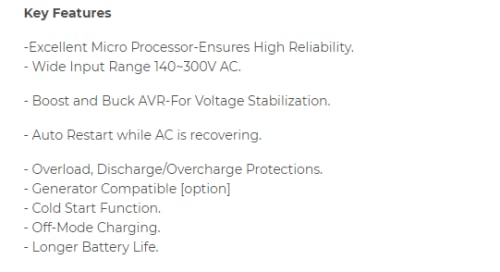 Key Features
-Excellent Micro Processor-Ensures High Reliability.
- Wide Input Range 140~300V AC.
- Boost and Buck AVR-For Voltage Stabilization.
- Auto Restart while AC is recovering.
- Overload, Discharge/Overcharge Protections.
- Generator Compatible [option]
- Cold Start Function.
- Off-Mode Charging.
- Longer Battery Life.